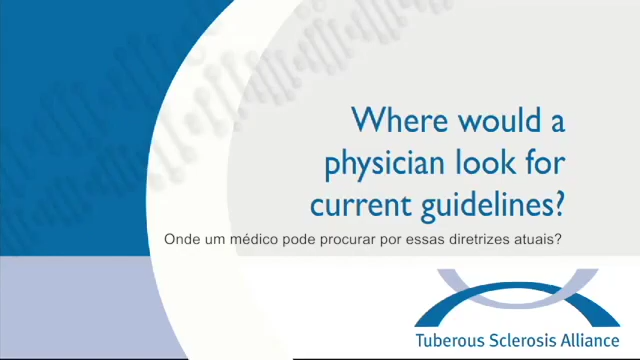 Where would a
physician look for
current guidelines?
Onde um médico pode procurar por essas diretrizes atuais?
Tuberous Sclerosis Alliance